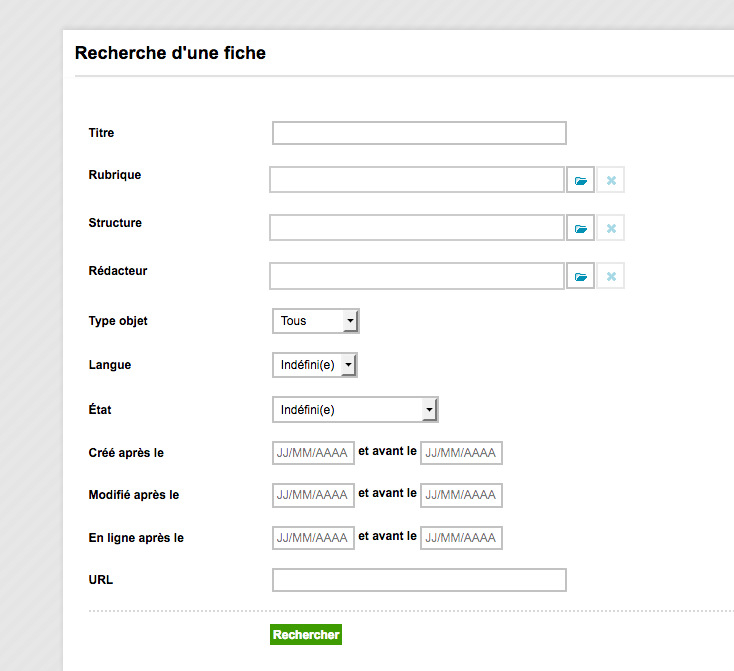 Recherche d'une fiche
Titre
Rubrique
Structure
Rédacteur
Type objet Tous
Langue Indéfini(e)
État Indéfini(e)
Créé après le JJ/MM/AAAA et avant le JJ/MM/AAAA
Modifié après le JJ/MM/AAAA et avant le JJ/MM/AAAA
En ligne après le JJ/MM/AAAA et avant le JJ/MM/AAAA
URL
Rechercher